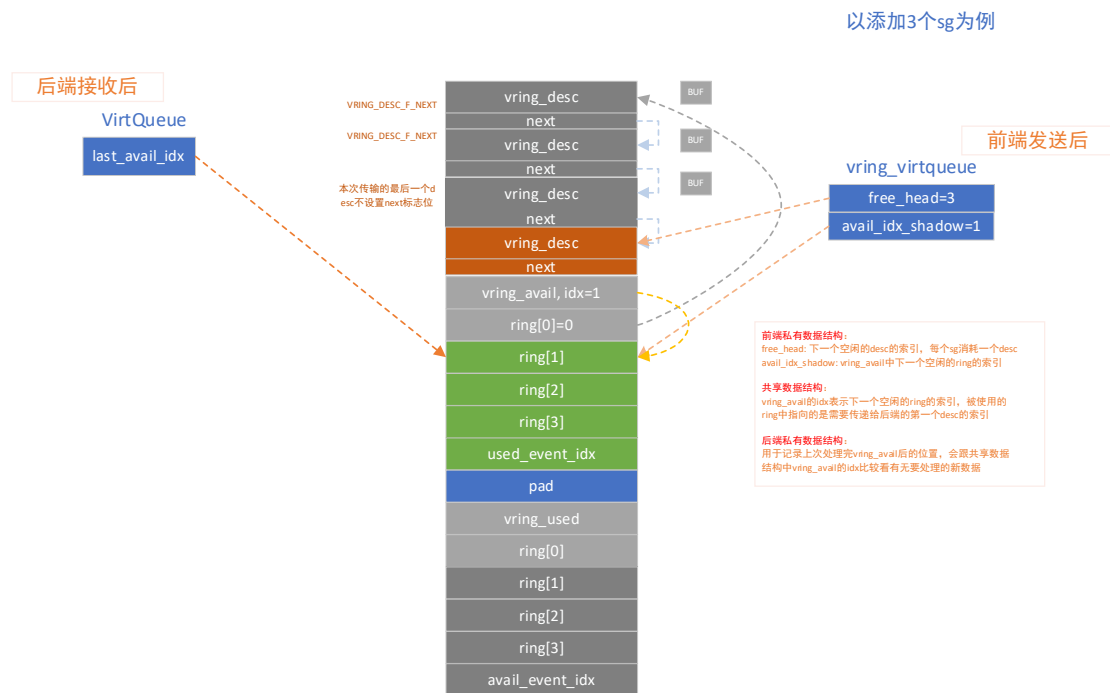 以添加3个sg为例
后端接收后
VirtQueue
last_avail_idx
VRING_DESC_F_NEXT
VRING_DESC_F_NEXT
本次传输的最后一个d
esc不设置next标志位
vring_desc
next
vring_desc
next
vring_desc
next
vring_desc
next
vring_avail, idx=1
ring[0]=0
ring[1]
ring[2]
ring[3]
used_event_idx
pad
vring_used
ring[0]
ring[1]
ring[2]
ring[3]
avail_event_idx
BUF
BUF
BUF
前端发送后
vring_virtqueue
free_head=3
avail_idx_shadow=1
前端私有数据结构：
free_head: 下一个空闲的desc的索引，每个sg消耗一个desc
avail_idx_shadow: vring_avail中下一个空闲的ring的索引
共享数据结构：
vring_avail的idx表示下一个空闲的ring的索引，被使用的
ring中指向的是需要传递给后端的第一个desc的索引
后端私有数据结构：
用于记录上次处理完vring_avail后的位置，会跟共享数据
结构中vring_avail的idx比较看有无要处理的新数据